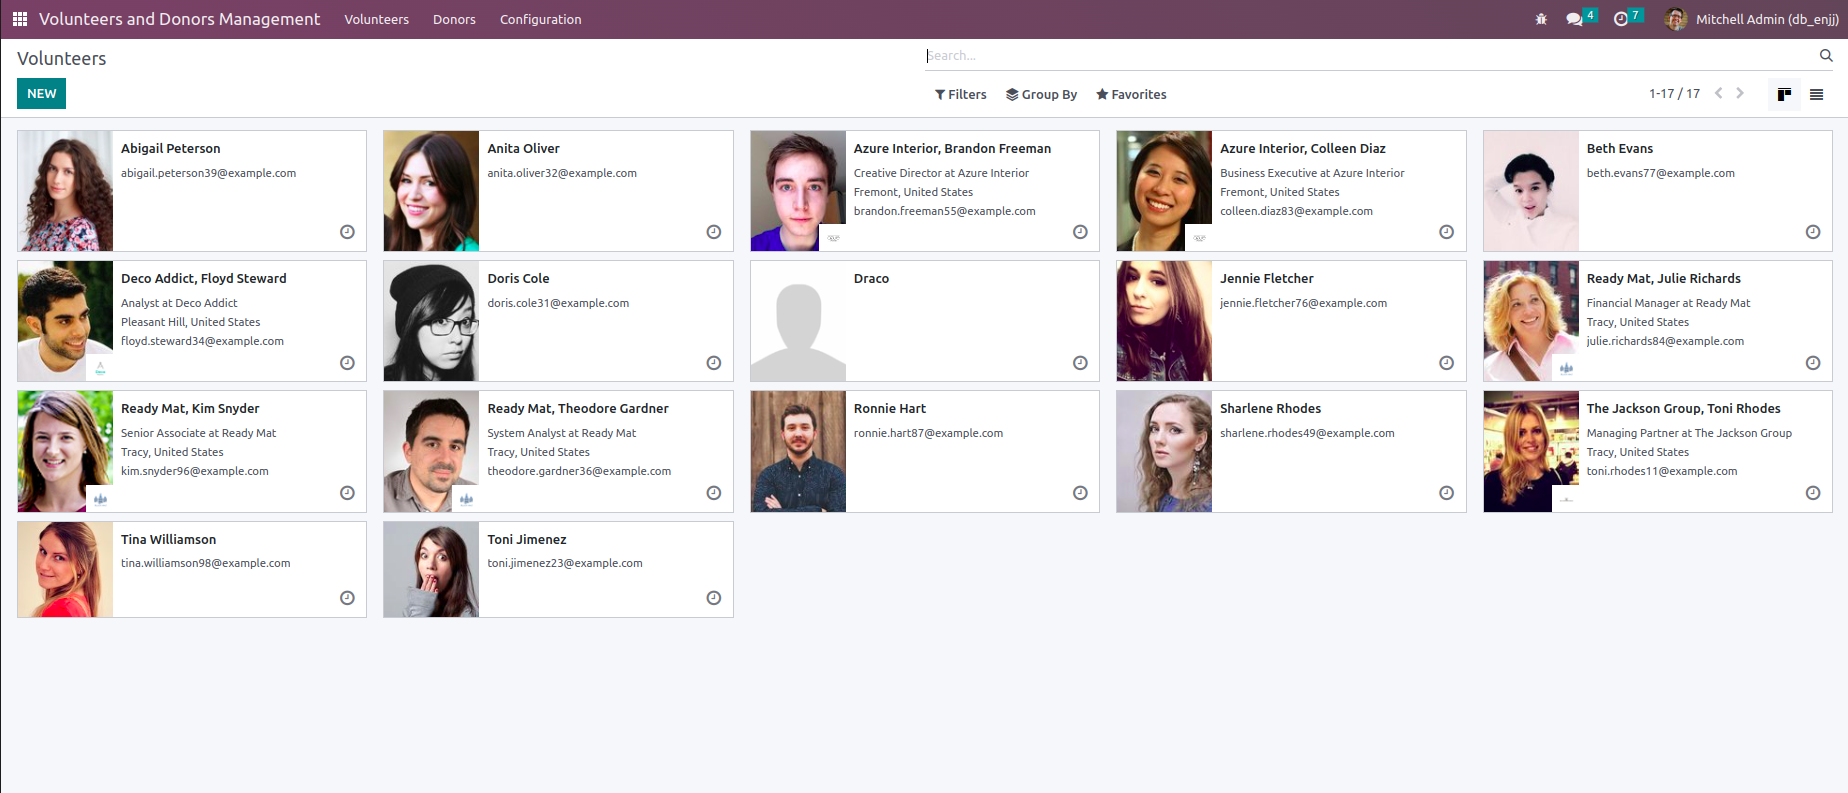 Volunteers and Donors Management Volunteers Donors Configuration 4 7 Mitchell Admin (db_enjj)
Volunteers
Search...
NEW
Filters Group By Favorites
1-17 / 17
Abigail Peterson
abigail.peterson39@example.com
Anita Oliver
anita.oliver32@example.com
Azure Interior, Brandon Freeman
Creative Director at Azure Interior
Fremont, United States
brandon.freeman55@example.com
Azure Interior, Colleen Diaz
Business Executive at Azure Interior
Fremont, United States
colleen.diaz83@example.com
Beth Evans
beth.evans77@example.com
Deco Addict, Floyd Steward
Analyst at Deco Addict
Pleasant Hill, United States
floyd.steward34@example.com
Doris Cole
doris.cole31@example.com
Draco
Jennie Fletcher
jennie.fletcher76@example.com
Ready Mat, Julie Richards
Financial Manager at Ready Mat
Tracy, United States
julie.richards84@example.com
Ready Mat, Kim Snyder
Senior Associate at Ready Mat
Tracy, United States
kim.snyder96@example.com
Ready Mat, Theodore Gardner
System Analyst at Ready Mat
Tracy, United States
theodore.gardner36@example.com
Ronnie Hart
ronnie.hart87@example.com
Sharlene Rhodes
sharlene.rhodes49@example.com
The Jackson Group, Toni Rhodes
Managing Partner at The Jackson Group
Tracy, United States
toni.rhodes11@example.com
Tina Williamson
tina.williamson98@example.com
Toni Jimenez
toni.jimenez23@example.com